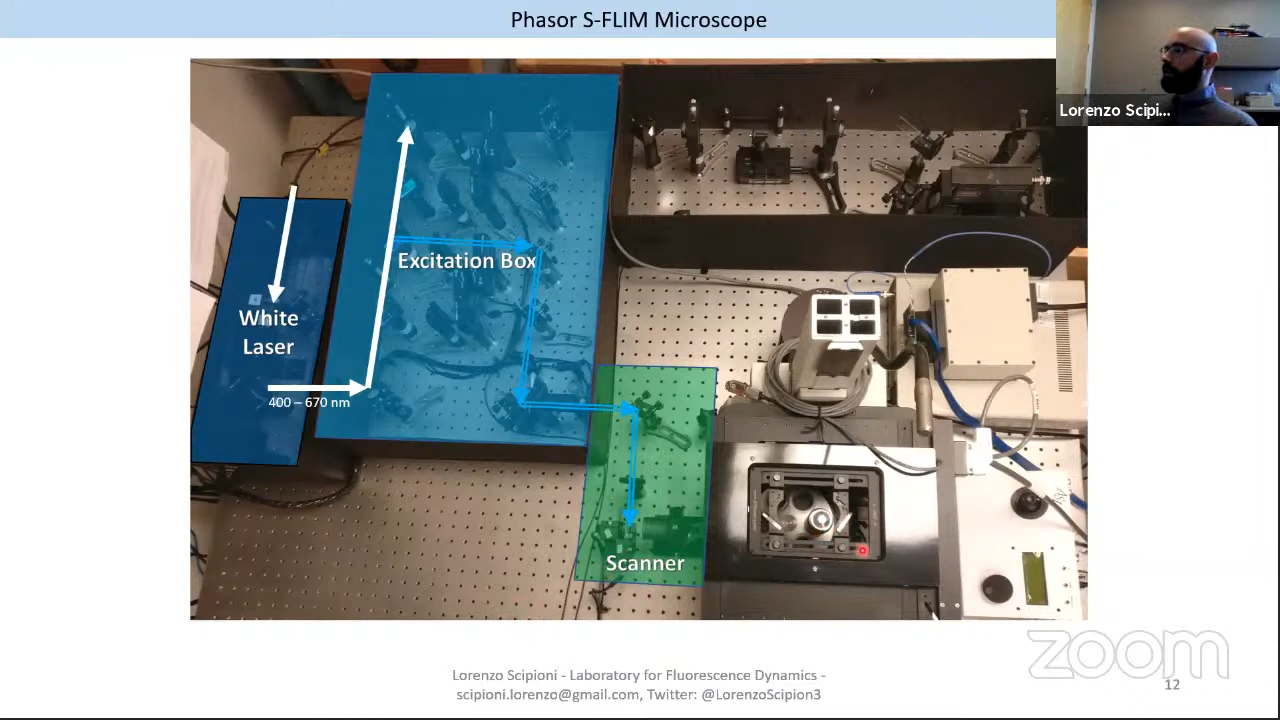 Phasor S-FLIM Microscope
Lorenzo Scipi...
Excitation Box
White
Laser
400 – 670 nm
Scanner
zoom
Lorenzo Scipioni - Laboratory for Fluorescence Dynamics -
scipioni.lorenzo@gmail.com, Twitter: @LorenzoScipion3
12